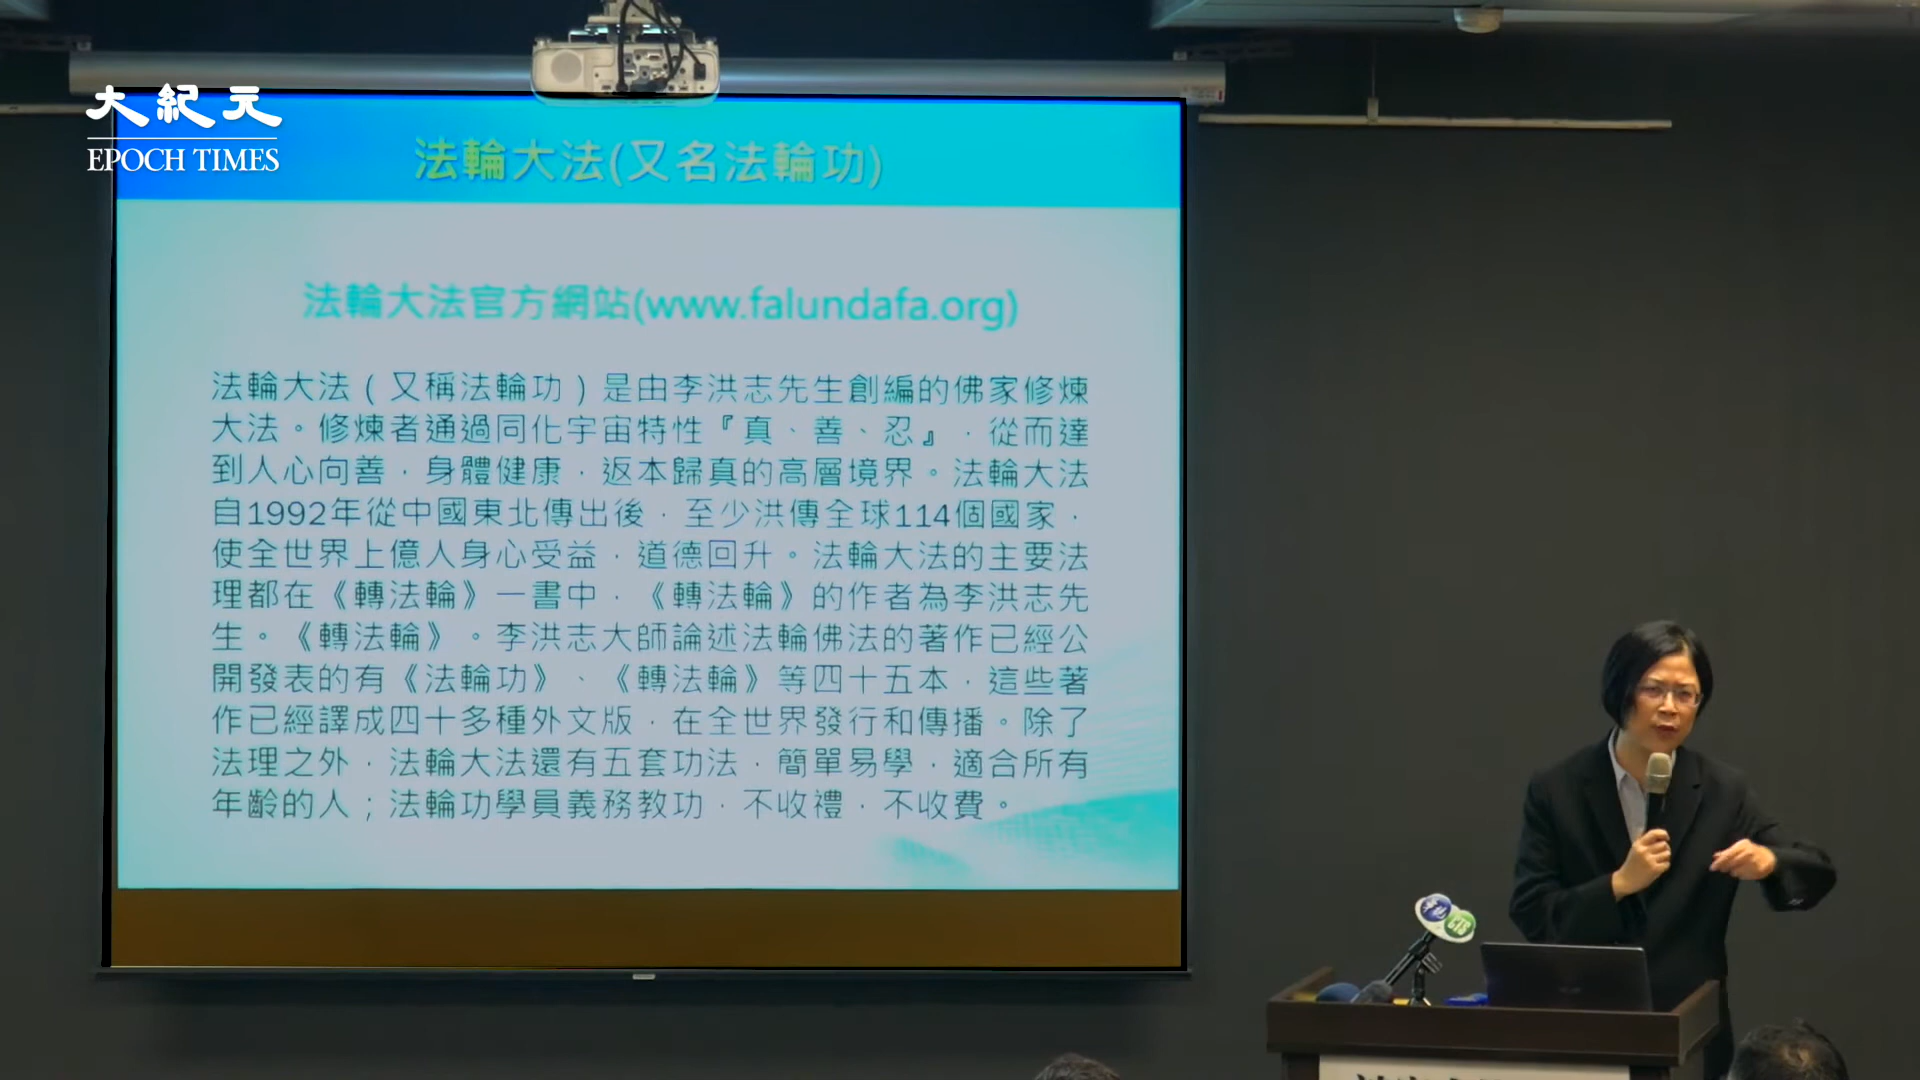 大紀元
EPOCH TIMES
法輪大法(又名法輪功)
法輪大法官方網站(www.falundafa.org)
法輪大法（又稱法輪功）是由李洪志先生創編的佛家修煉
大法。修煉者通過同化宇宙特性『真、善、忍』，從而達
到人心向善，身體健康，返本歸真的高層境界。法輪大法
自1992年從中國東北傳出後，至少洪傳全球114個國家，
使全世界上億人身心受益，道德回升。法輪大法的主要法
理都在《轉法輪》一書中，《轉法輪》的作者為李洪志先
生。《轉法輪》。李洪志大師論述法輪佛法的著作已經公
開發表的有《法輪功》、《轉法輪》等四十五本，這些著
作已經譯成四十多種外文版，在全世界發行和傳播。除了
法理之外，法輪大法還有五套功法，簡單易學，適合所有
年齡的人；法輪功學員義務教功，不收禮，不收費。
CTS